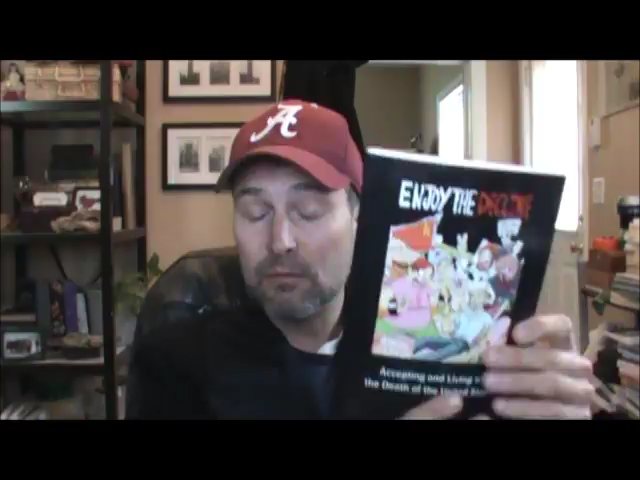 A
ENJOY THE DECLINE
Accepting and Living
the Death of the United